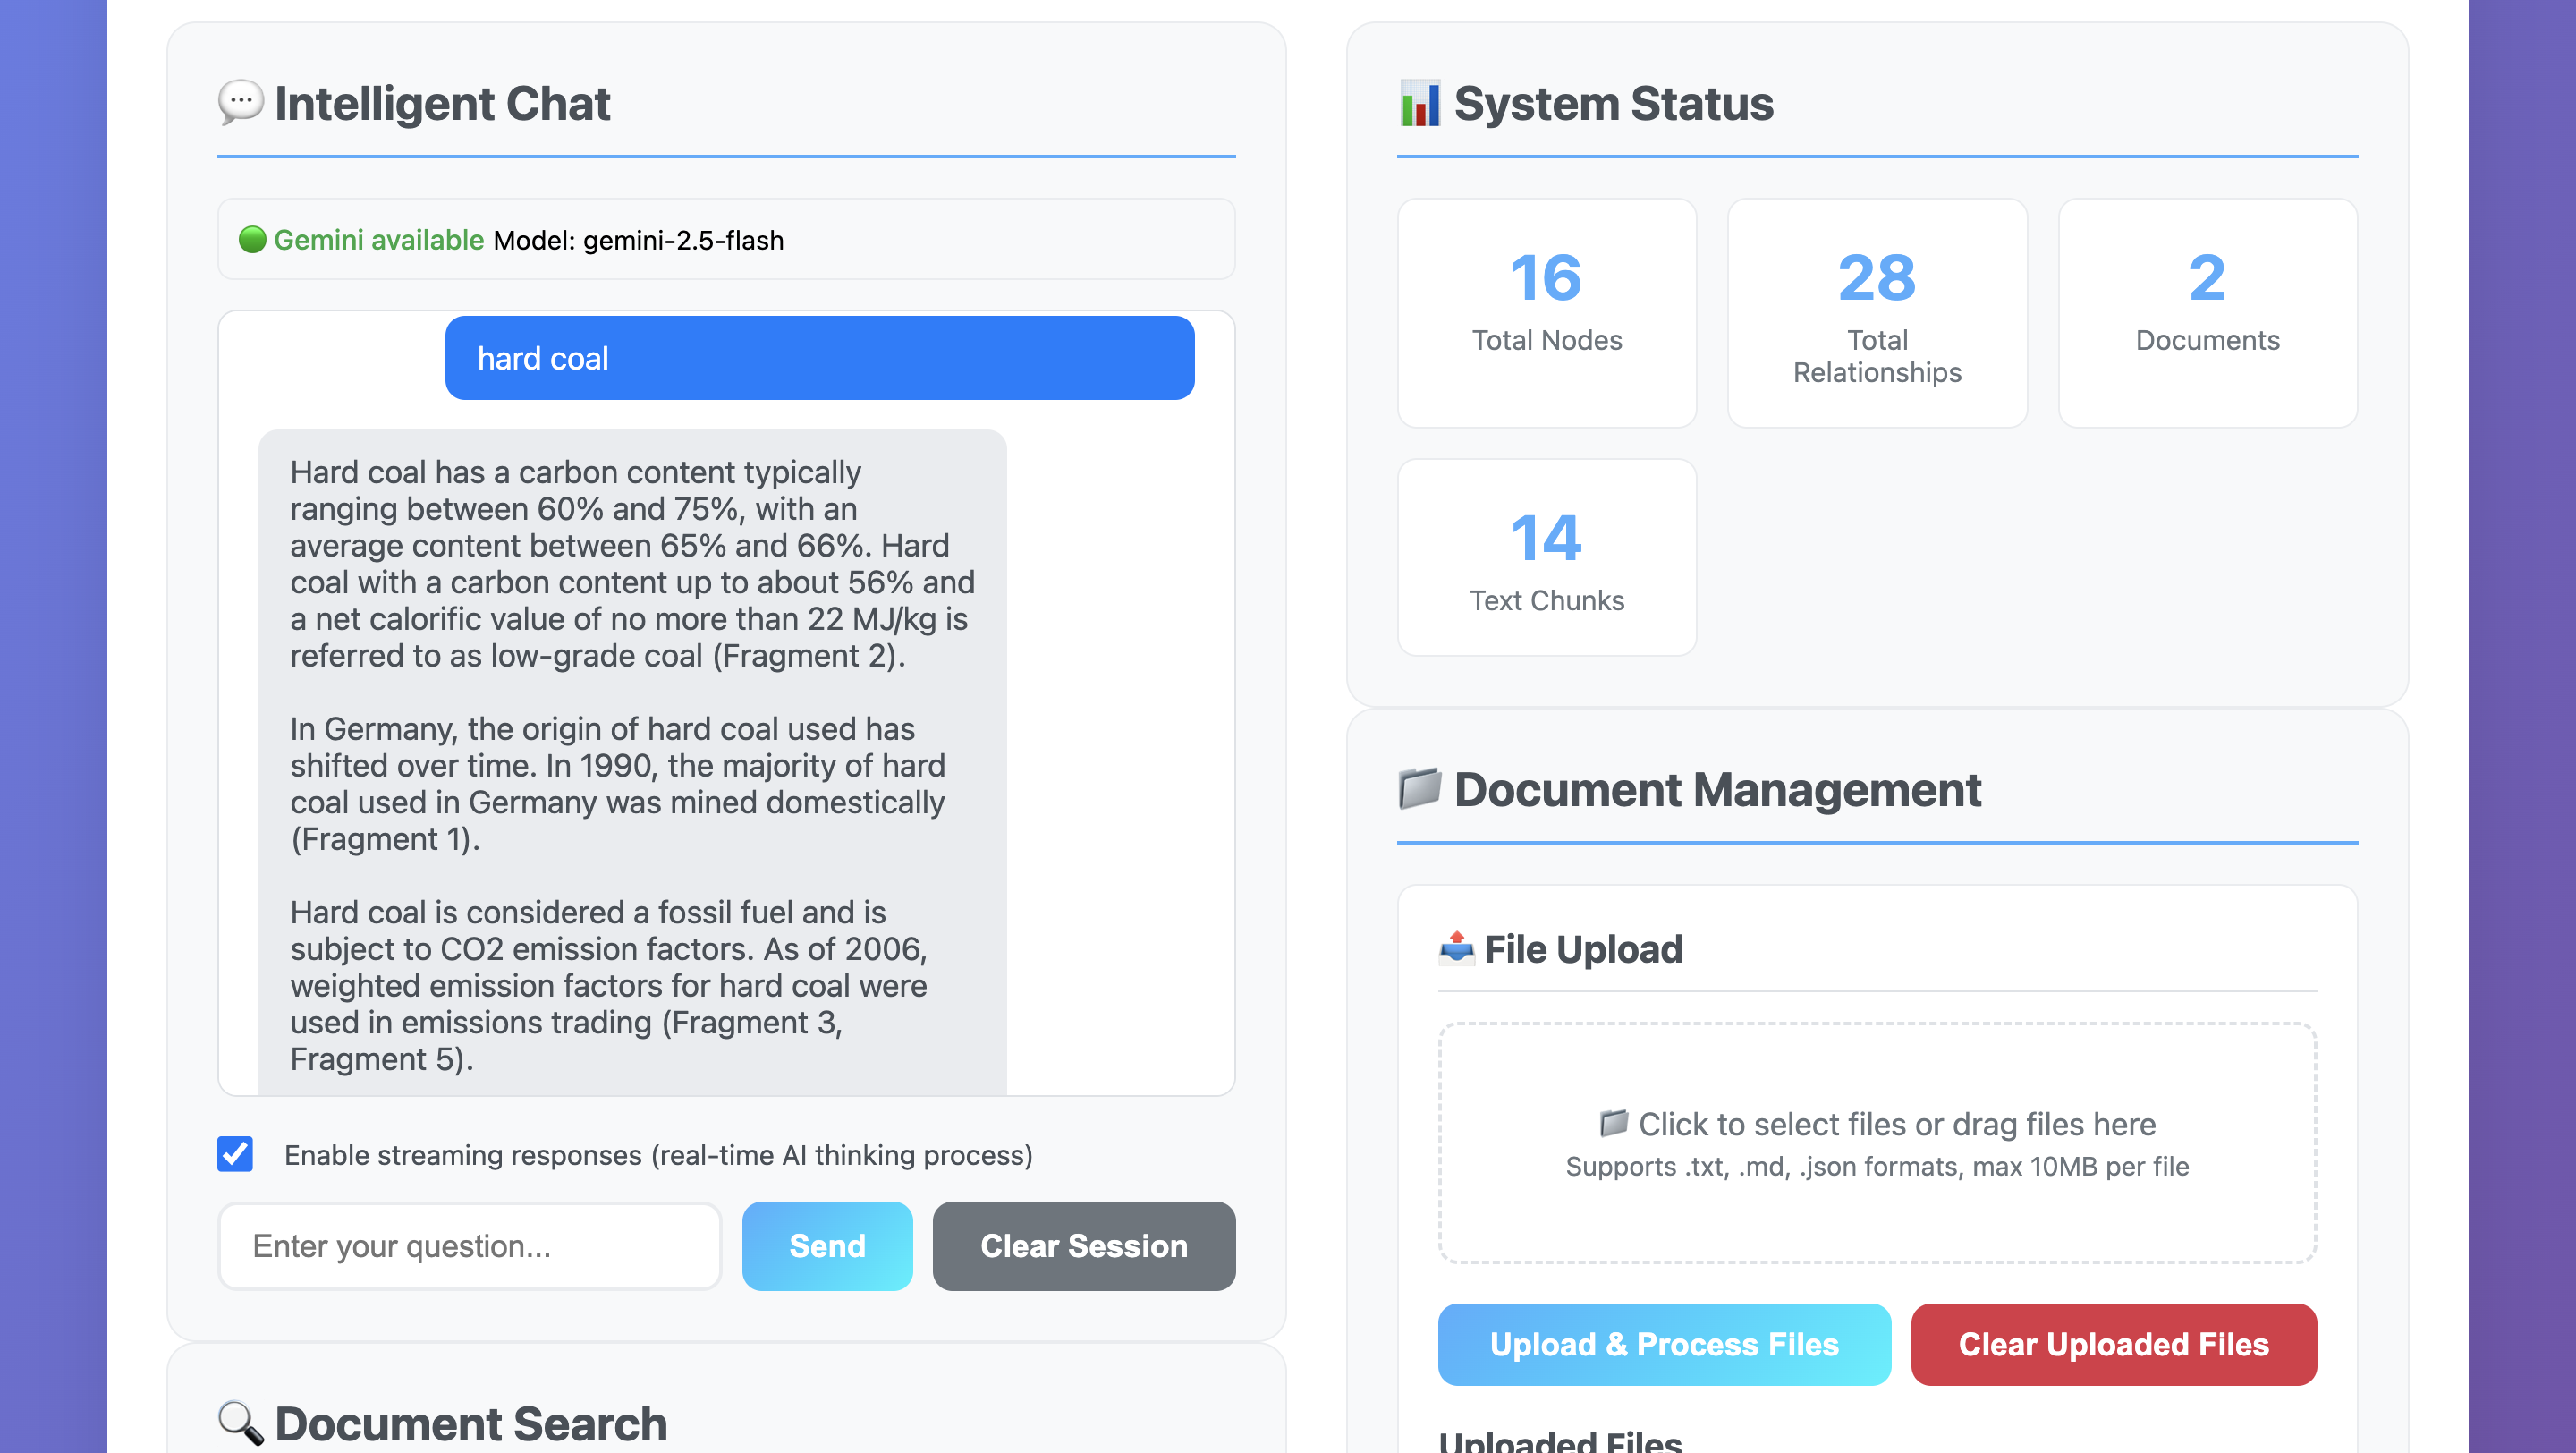 Intelligent Chat
Gemini available Model: gemini-2.5-flash
hard coal
Hard coal has a carbon content typically
ranging between 60% and 75%, with an
average content between 65% and 66%. Hard
coal with a carbon content up to about 56% and
a net calorific value of no more than 22 MJ/kg is
referred to as low-grade coal (Fragment 2).
In Germany, the origin of hard coal used has
shifted over time. In 1990, the majority of hard
coal used in Germany was mined domestically
(Fragment 1).
Hard coal is considered a fossil fuel and is
subject to CO2 emission factors. As of 2006,
weighted emission factors for hard coal were
used in emissions trading (Fragment 3,
Fragment 5).
Enable streaming responses (real-time AI thinking process)
Enter your question...
Send
Clear Session
Document Search
System Status
16
Total Nodes
28
Total
Relationships
2
Documents
14
Text Chunks
Document Management
File Upload
Click to select files or drag files here
Supports .txt, .md, .json formats, max 10MB per file
Upload & Process Files
Clear Uploaded Files
Uploaded Files